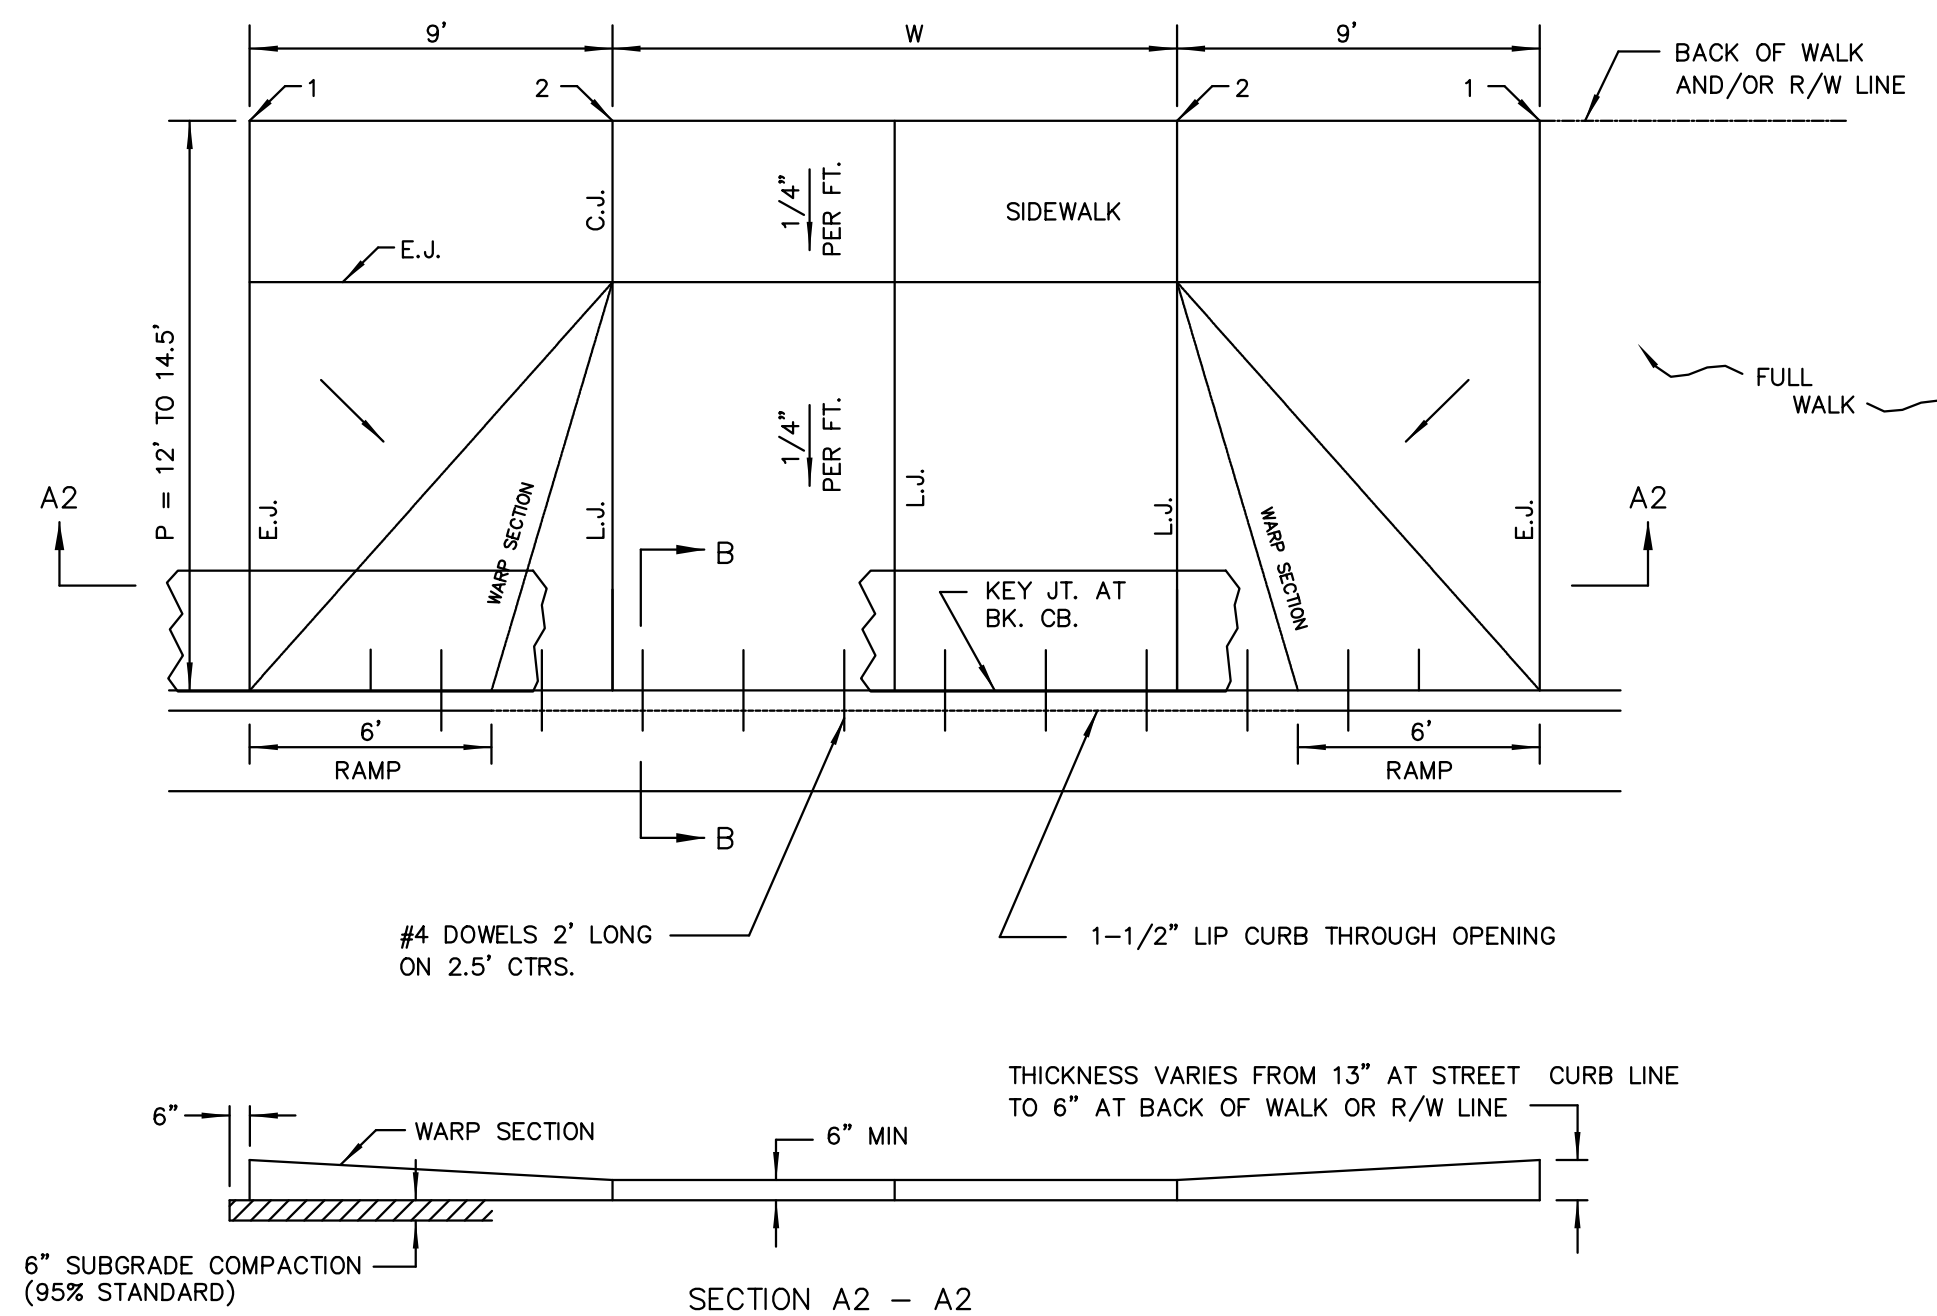 9’
W
9’
BACK OF WALK
AND/OR R/W LINE
1
2
2
1
C.J.
1/4”
PER FT.
SIDEWALK
E.J.
P = 12’ TO 14.5’
FULL
WALK
1/4”
PER FT.
A2
A2
E.J.
WARP SECTION
L.J.
L.J.
L.J.
WARP SECTION
E.J.
B
KEY JT. AT
BK. CB.
6’
RAMP
6’
RAMP
B
#4 DOWELS 2’ LONG
ON 2.5’ CTRS.
1-1/2” LIP CURB THROUGH OPENING
THICKNESS VARIES FROM 13” AT STREET CURB LINE
TO 6” AT BACK OF WALK OR R/W LINE
6”
WARP SECTION
6” MIN
6” SUBGRADE COMPACTION
(95% STANDARD)
SECTION A2 - A2